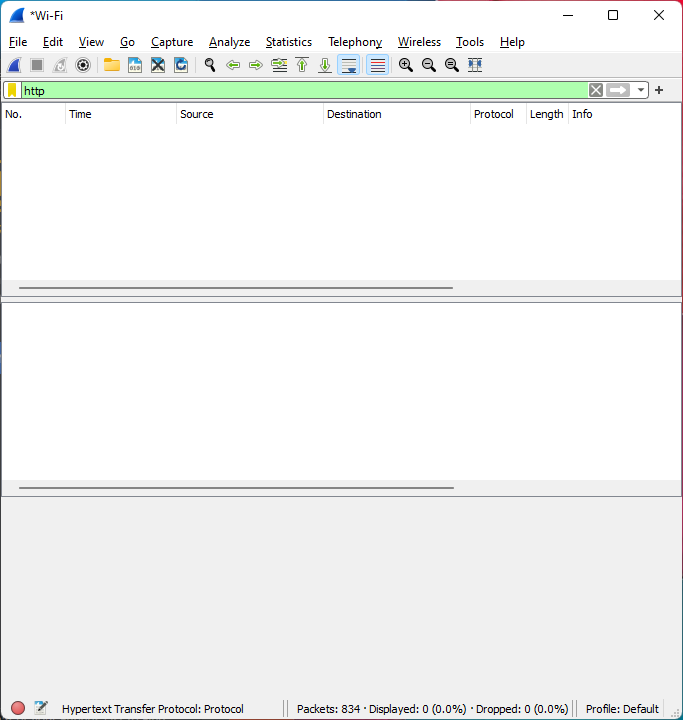 *Wi-Fi
File Edit View Go Capture Analyze Statistics Telephony Wireless Tools Help
http
No. Time Source Destination Protocol Length Info
Hypertext Transfer Protocol: Protocol Packets: 834 · Displayed: 0 (0.0%) · Dropped: 0 (0.0%) Profile: Default